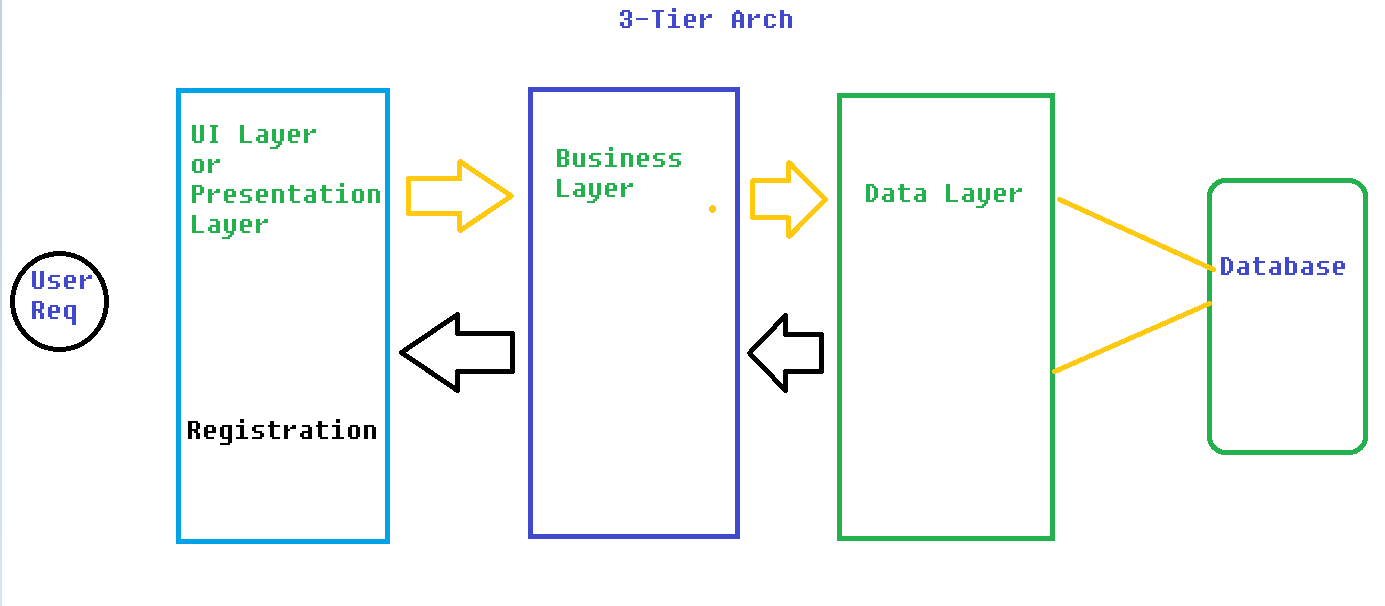 3-Tier Arch
UI Layer
or
Presentation
Layer
Business
Layer
Data Layer
Database
User
Req
Registration